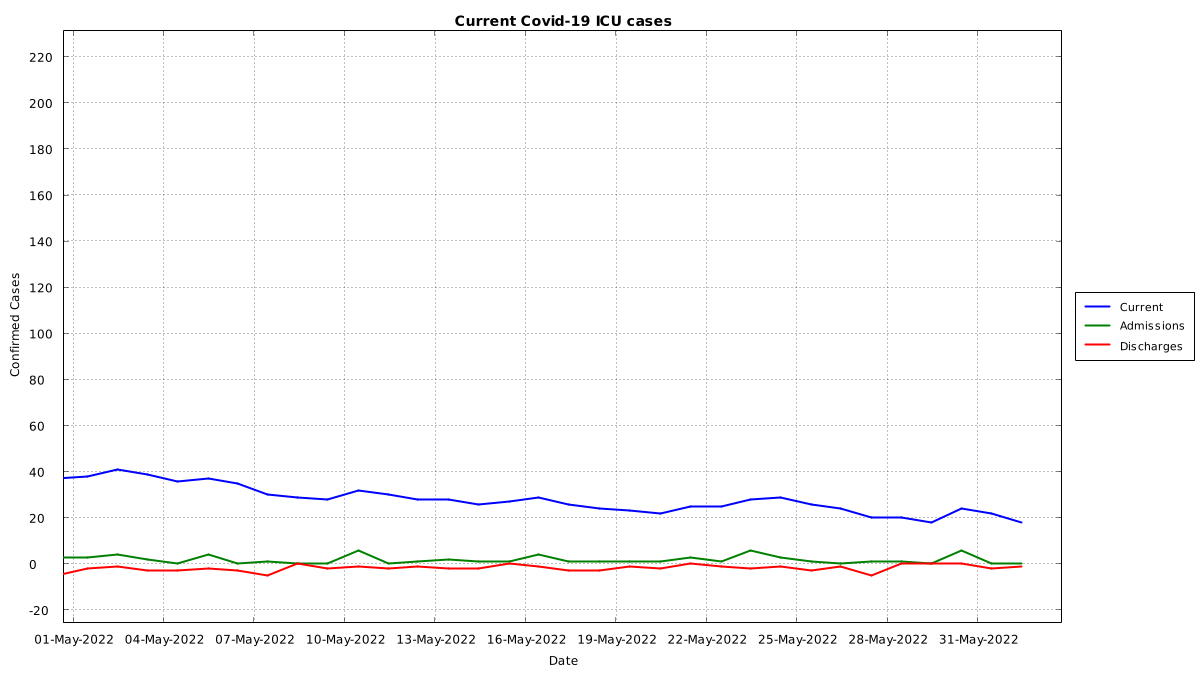 Current Covid-19 ICU cases
220
200
180
160
140
120
100
80
60
40
20
0
-20
Confirmed Cases
01-May-2022 04-May-2022 07-May-2022 10-May-2022 13-May-2022 16-May-2022 19-May-2022 22-May-2022 25-May-2022 28-May-2022 31-May-2022
Date
Current
Admissions
Discharges